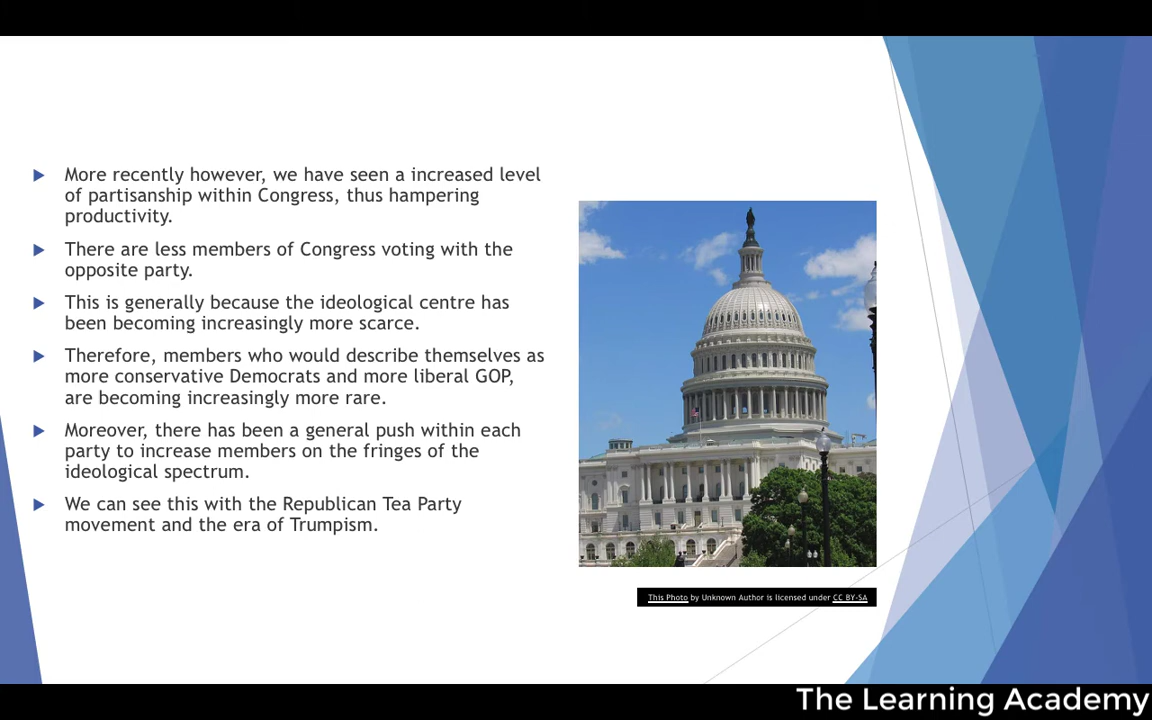 More recently however, we have seen a increased level
of partisanship within Congress, thus hampering
productivity.
There are less members of Congress voting with the
opposite party.
This is generally because the ideological centre has
been becoming increasingly more scarce.
Therefore, members who would describe themselves as
more conservative Democrats and more liberal GOP,
are becoming increasingly more rare.
Moreover, there has been a general push within each
party to increase members on the fringes of the
ideological spectrum.
We can see this with the Republican Tea Party
movement and the era of Trumpism.
This Photo by Unknown Author is licensed under CC BY-SA
The Learning Academy